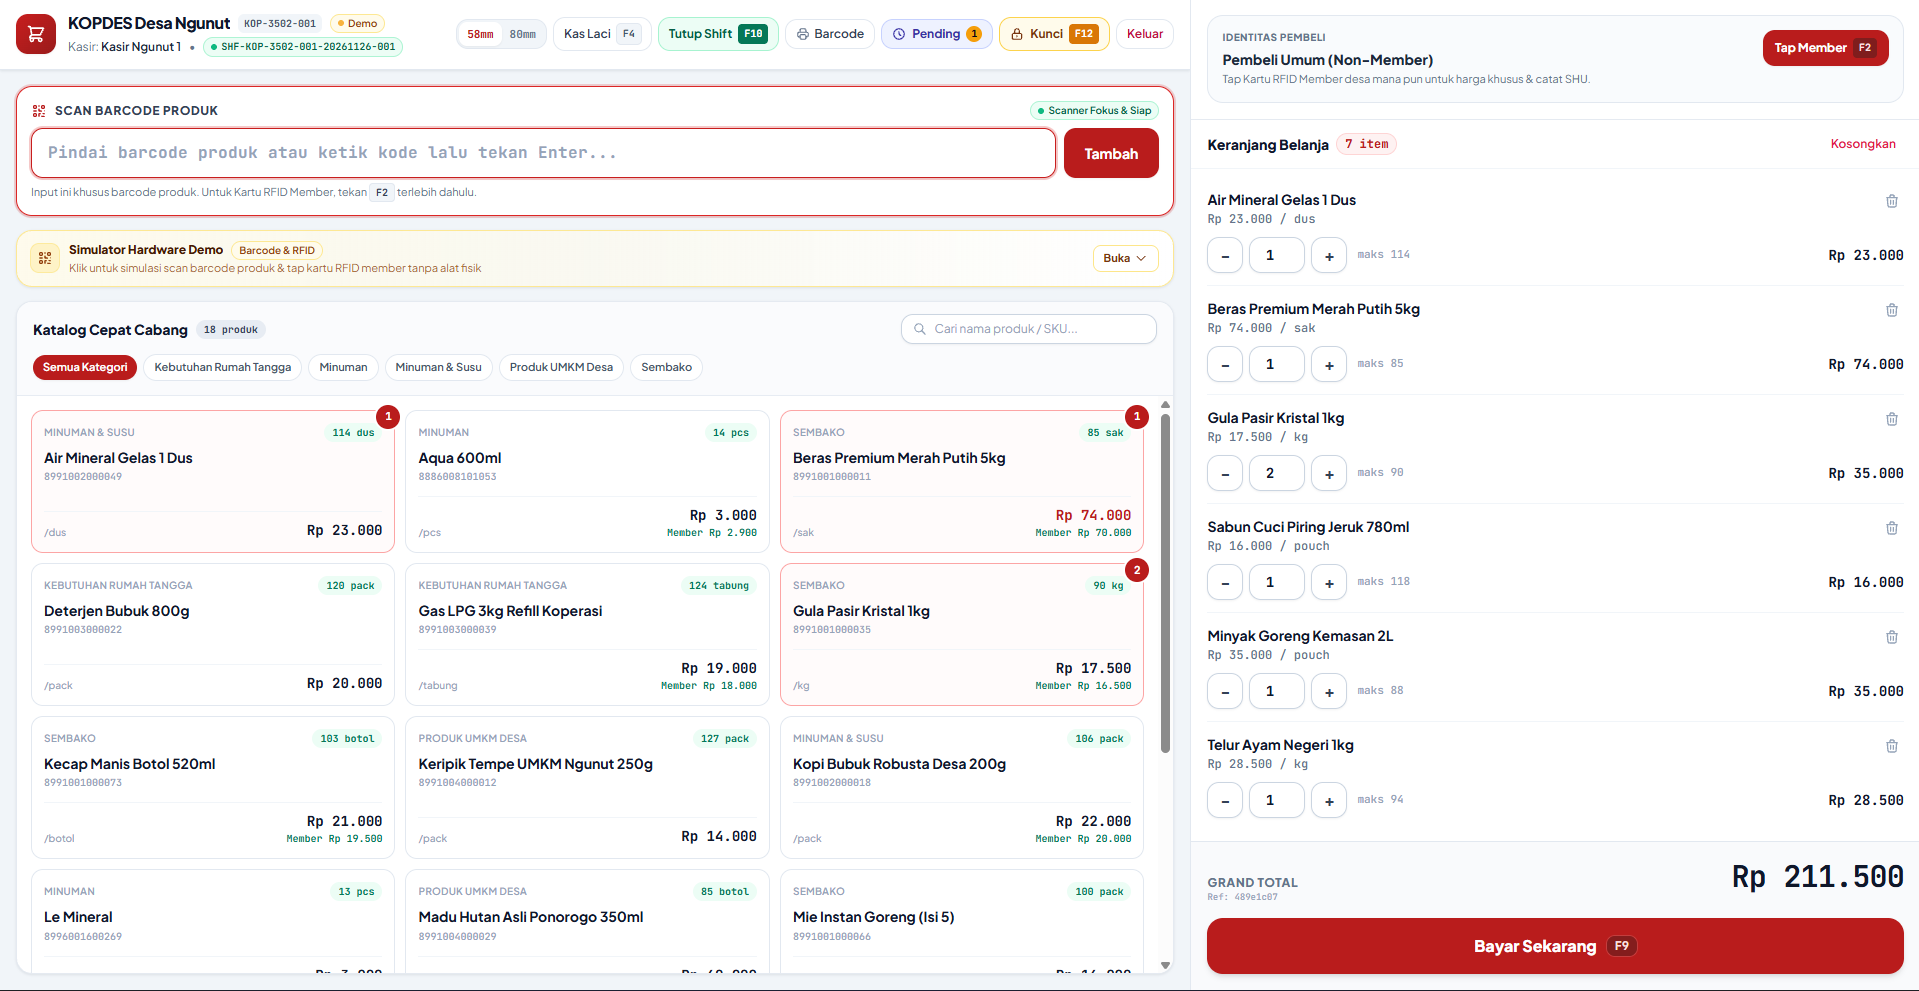 KOPDES Desa Ngunut KOP-3502-001 Demo
Kasir: Kasir Ngunut 1 • SHF-KOP-3502-001-20261126-001
58mm 80mm
Kas Laci F4
Tutup Shift F10
Barcode
Pending 1
Kunci F12
Keluar
SCAN BARCODE PRODUK
Scanner Fokus & Siap
Pindai barcode produk atau ketik kode lalu tekan Enter...
Tambah
Input ini khusus barcode produk. Untuk Kartu RFID Member, tekan F2 terlebih dahulu.
Simulator Hardware Demo Barcode & RFID
Klik untuk simulasi scan barcode produk & tap kartu RFID member tanpa alat fisik
Buka
Katalog Cepat Cabang 18 produk
Cari nama produk / SKU...
Semua Kategori
Kebutuhan Rumah Tangga
Minuman
Minuman & Susu
Produk UMKM Desa
Sembako
1
MINUMAN & SUSU 114 dus
Air Mineral Gelas 1 Dus
8991002000049
/dus Rp 23.000
MINUMAN 14 pcs
Aqua 600ml
8886008101053
Rp 3.000
/pcs Member Rp 2.900
1
SEMBAKO 85 sak
Beras Premium Merah Putih 5kg
8991001000011
Rp 74.000
/sak Member Rp 70.000
KEBUTUHAN RUMAH TANGGA 120 pack
Deterjen Bubuk 800g
8991003000022
/pack Rp 20.000
KEBUTUHAN RUMAH TANGGA 124 tabung
Gas LPG 3kg Refill Koperasi
8991003000039
Rp 19.000
/tabung Member Rp 18.000
2
SEMBAKO 90 kg
Gula Pasir Kristal 1kg
8991001000035
Rp 17.500
/kg Member Rp 16.500
SEMBAKO 103 botol
Kecap Manis Botol 520ml
8991001000073
Rp 21.000
/botol Member Rp 19.500
PRODUK UMKM DESA 127 pack
Keripik Tempe UMKM Ngunut 250g
8991004000012
/pack Rp 14.000
MINUMAN & SUSU 106 pack
Kopi Bubuk Robusta Desa 200g
8991002000018
Rp 22.000
/pack Member Rp 20.000
MINUMAN 13 pcs
Le Mineral
8996001600269
PRODUK UMKM DESA 85 botol
Madu Hutan Asli Ponorogo 350ml
8991004000029
SEMBAKO 100 pack
Mie Instan Goreng (Isi 5)
8991001000066
IDENTITAS PEMBELI
Pembeli Umum (Non-Member)
Tap Kartu RFID Member desa mana pun untuk harga khusus & catat SHU.
Tap Member F2
Keranjang Belanja 7 item
Kosongkan
Air Mineral Gelas 1 Dus
Rp 23.000 / dus
- 1 + maks 114 Rp 23.000
Beras Premium Merah Putih 5kg
Rp 74.000 / sak
- 1 + maks 85 Rp 74.000
Gula Pasir Kristal 1kg
Rp 17.500 / kg
- 2 + maks 90 Rp 35.000
Sabun Cuci Piring Jeruk 780ml
Rp 16.000 / pouch
- 1 + maks 118 Rp 16.000
Minyak Goreng Kemasan 2L
Rp 35.000 / pouch
- 1 + maks 88 Rp 35.000
Telur Ayam Negeri 1kg
Rp 28.500 / kg
- 1 + maks 94 Rp 28.500
GRAND TOTAL Rp 211.500
Ref: 489e1c07
Bayar Sekarang F9